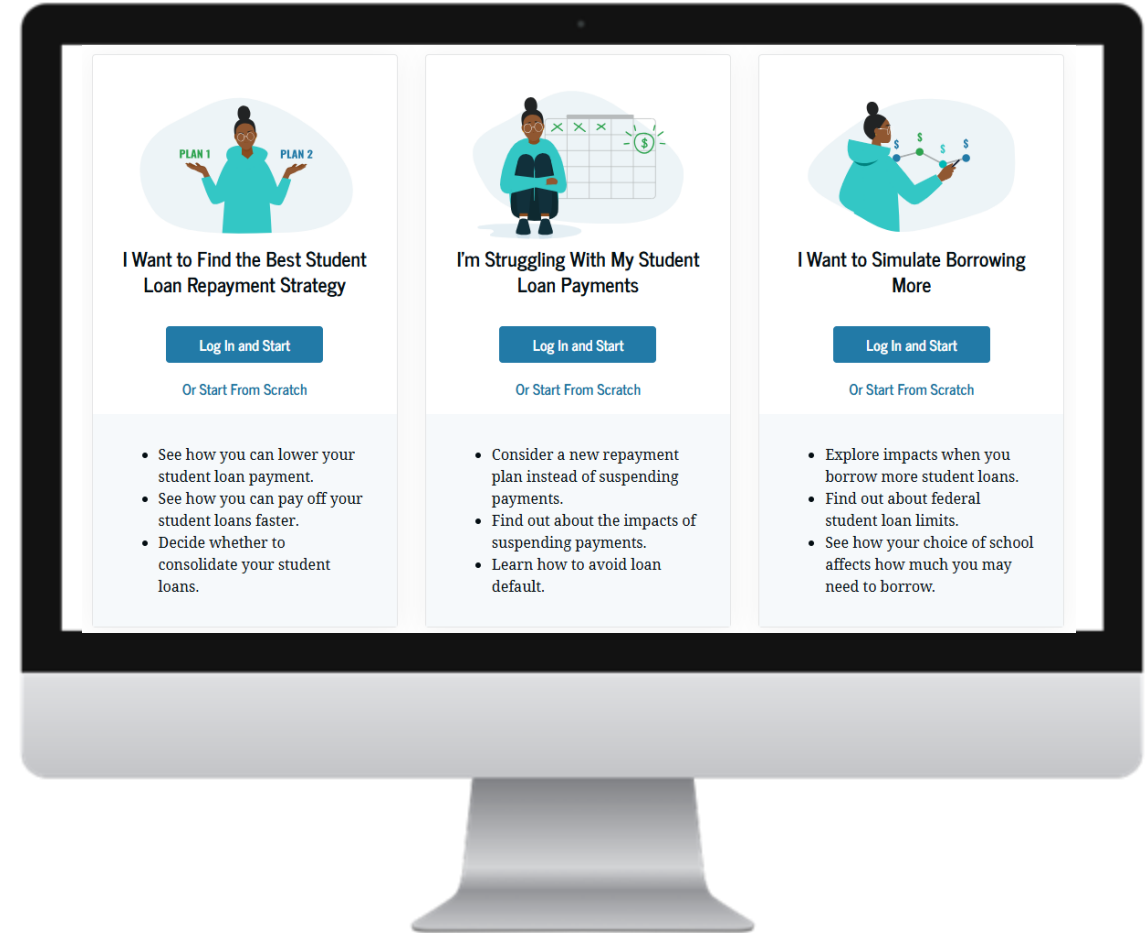 PLAN 1
PLAN 2
I Want to Find the Best Student
Loan Repayment Strategy
Log In and Start
Or Start From Scratch
• See how you can lower your
student loan payment.
• See how you can pay off your
student loans faster.
• Decide whether to
consolidate your student
loans.
$
I'm Struggling With My Student
Loan Payments
Log In and Start
Or Start From Scratch
• Consider a new repayment
plan instead of suspending
payments.
• Find out about the impacts of
suspending payments.
• Learn how to avoid loan
default.
$ $ $ $
I Want to Simulate Borrowing
More
Log In and Start
Or Start From Scratch
• Explore impacts when you
borrow more student loans.
• Find out about federal
student loan limits.
• See how your choice of school
affects how much you may
need to borrow.